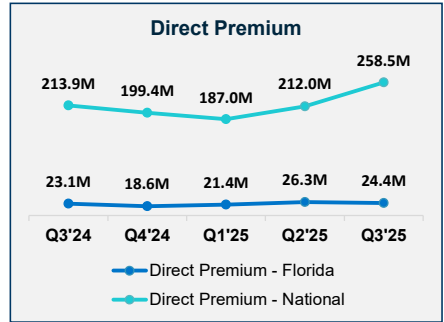 Direct Premium
213.9M 199.4M 187.0M 212.0M 258.5M
23.1M 18.6M 21.4M 26.3M 24.4M
Q3'24 Q4'24 Q1'25 Q2'25 Q3'25
Direct Premium - Florida
Direct Premium - National